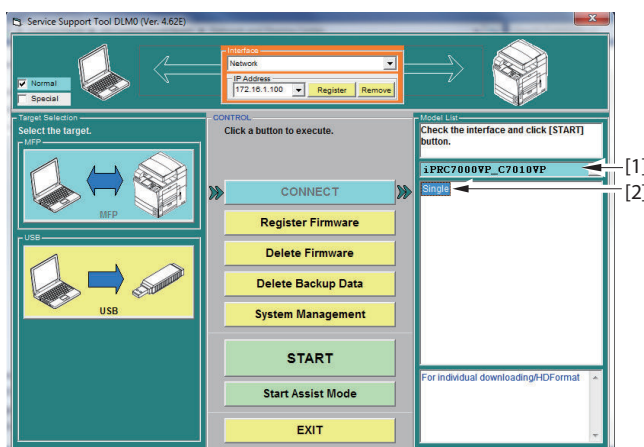 Service Support Tool DLM0 (Ver. 4.62E)
Normal
Special
Interface
Network
IP Address
172.16.1.100
Register
Remove
Target Selection
Select the target.
MFP
MFP
USB
USB
CONTROL
Click a button to execute.
CONNECT
Register Firmware
Delete Firmware
Delete Backup Data
System Management
START
Start Assist Mode
EXIT
Model List
Check the interface and click [START]
button.
iPRC7000VP_C7010VP
[1]
Single
[2]
For individual downloading/HDFormat